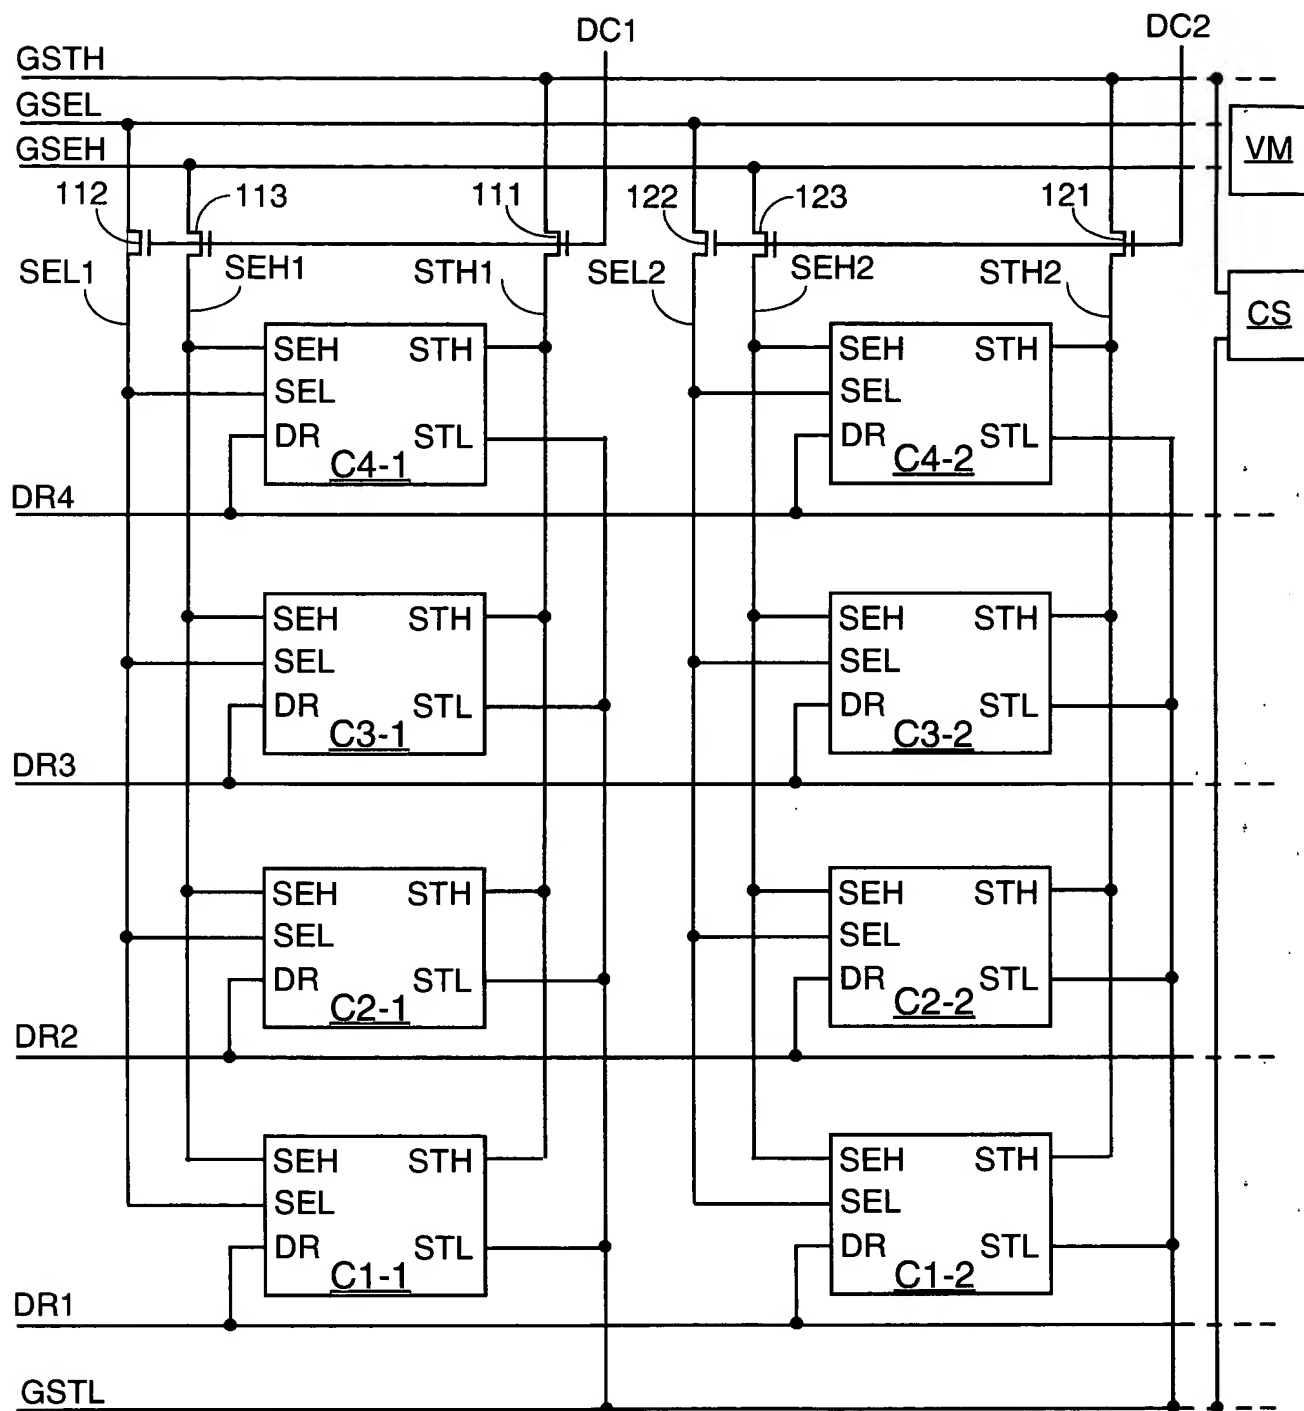 DC1 DC2
GSTH
GSEL
GSEH VM
112 113 111 122 123 121
SEL1 SEH1 STH1 SEL2 SEH2 STH2
CS
SEH STH SEH STH
SEL SEL
DR STL DR STL
C4-1 C4-2
DR4
SEH STH SEH STH
SEL SEL
DR STL DR STL
C3-1 C3-2
DR3
SEH STH SEH STH
SEL SEL
DR STL DR STL
C2-1 C2-2
DR2
SEH STH SEH STH
SEL SEL
DR STL DR STL
C1-1 C1-2
DR1
GSTL